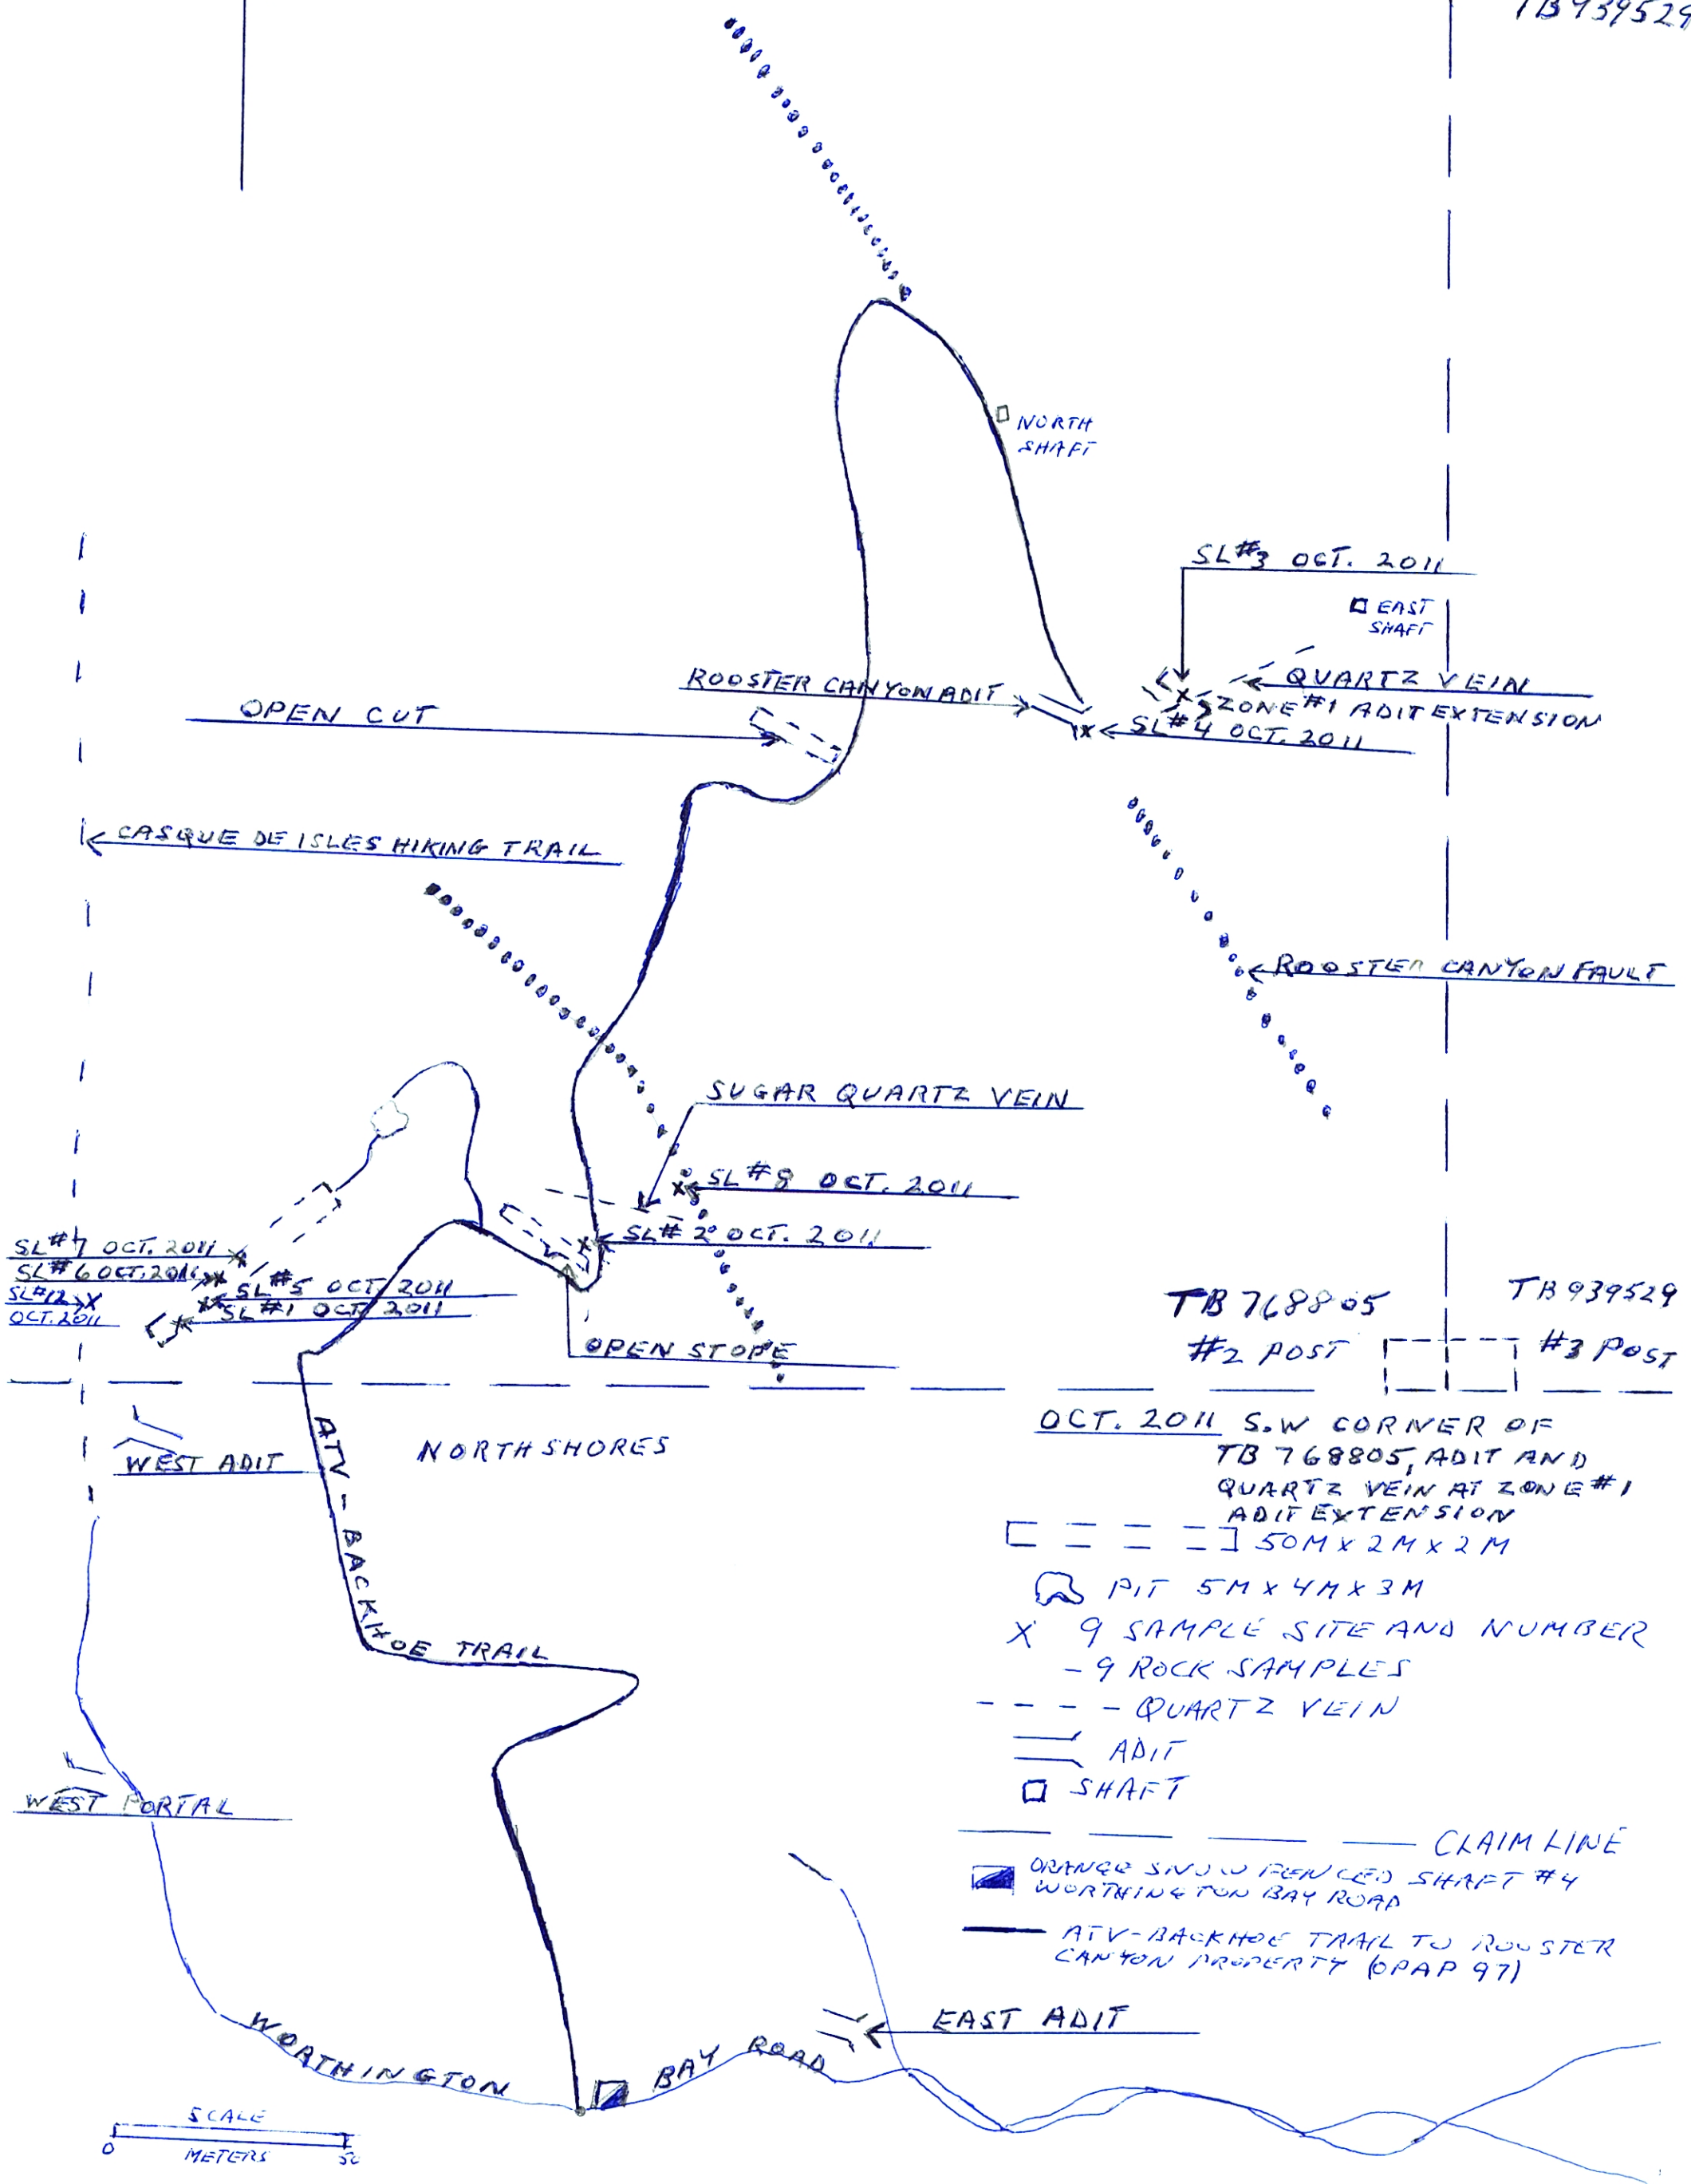 TB939529
NORTH
SHAFT
SL#3 OCT. 2011
EAST
SHAFT
ROOSTER CANYON ADIT
QUARTZ VEIN
ZONE #1 ADIT EXTENSION
OPEN CUT
SL#4 OCT. 2011
CASQUE DE ISLES HIKING TRAIL
ROOSTER CANYON FAULT
SUGAR QUARTZ VEIN
SL#8 OCT. 2011
SL#2 OCT. 2011
SL#7 OCT. 2011
SL#6 OCT. 2011
SL#5 OCT 2011
SL#12
OCT. 2011
SL#1 OCT 2011
OPEN STOPE
TB 768805
#2 POST
TB939529
#3 POST
WEST ADIT
NORTH SHORES
OCT. 2011 S.W CORNER OF
TB 768805, ADIT AND
QUARTZ VEIN AT ZONE #1
ADIT EXTENSION
50M X 2M X 2M
PIT 5M X 4M X 3M
X 9 SAMPLE SITE AND NUMBER
- 9 ROCK SAMPLES
QUARTZ VEIN
ADIT
SHAFT
CLAIM LINE
ORANGE SNOW FENCED SHAFT #4
WORTHINGTON BAY ROAD
ATV-BACKHOE TRAIL TO ROOSTER
CANYON PROPERTY (OPAP 97)
ATV - BACKHOE TRAIL
WEST PORTAL
EAST ADIT
WORTHINGTON BAY ROAD
SCALE
0 50
METERS